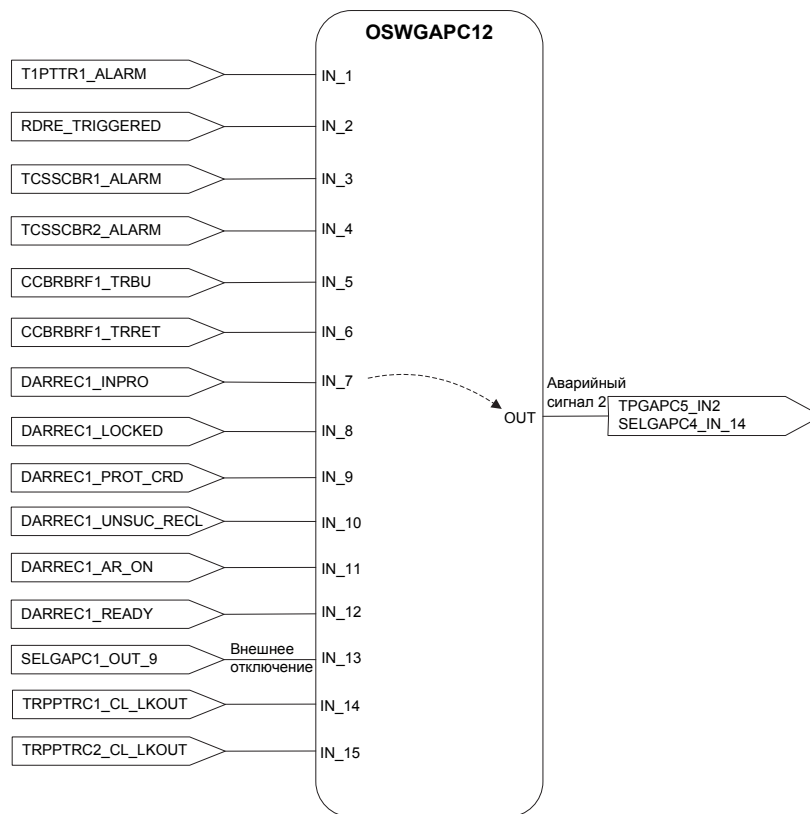 OSWGAPC12
T1PTTR1_ALARM
IN_1
RDRE_TRIGGERED
IN_2
TCSSCBR1_ALARM
IN_3
TCSSCBR2_ALARM
IN_4
CCBRBRF1_TRBU
IN_5
CCBRBRF1_TRRET
IN_6
DARREC1_INPRO
IN_7
DARREC1_LOCKED
IN_8
DARREC1_PROT_CRD
IN_9
DARREC1_UNSUC_RECL
IN_10
DARREC1_AR_ON
IN_11
DARREC1_READY
IN_12
SELGAPC1_OUT_9
Внешнее
отключение
IN_13
TRPPTRC1_CL_LKOUT
IN_14
TRPPTRC2_CL_LKOUT
IN_15
OUT
Аварийный
сигнал 2
TPGAPC5_IN2
SELGAPC4_IN_14